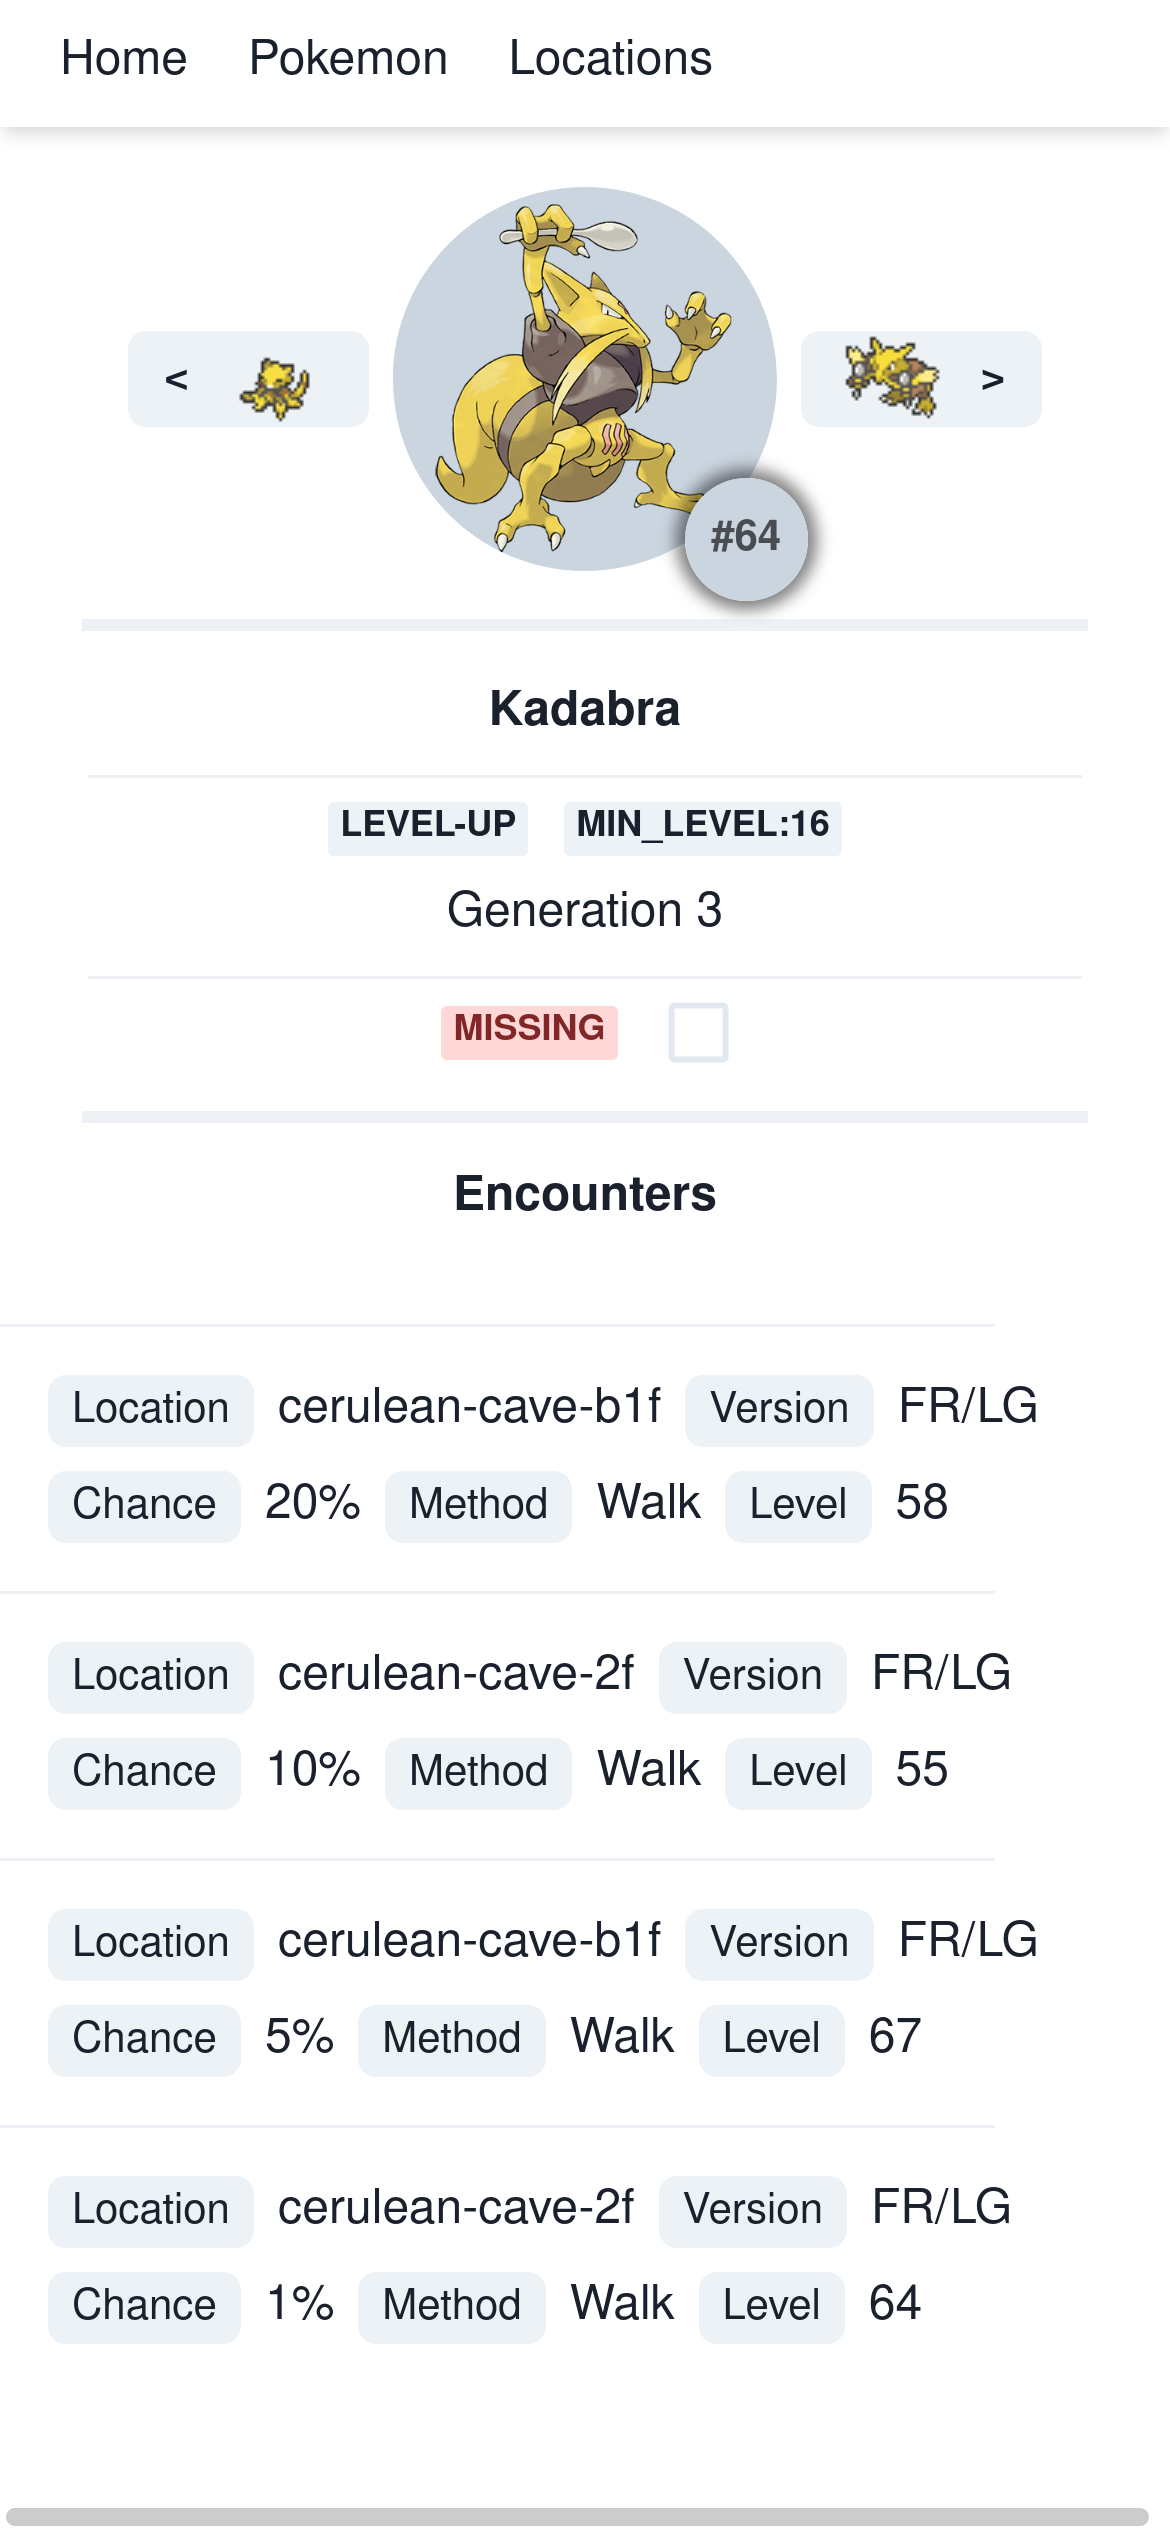 Home Pokemon Locations
< >
#64
Kadabra
LEVEL-UP MIN_LEVEL:16
Generation 3
MISSING
Encounters
Location cerulean-cave-b1f Version FR/LG
Chance 20% Method Walk Level 58
Location cerulean-cave-2f Version FR/LG
Chance 10% Method Walk Level 55
Location cerulean-cave-b1f Version FR/LG
Chance 5% Method Walk Level 67
Location cerulean-cave-2f Version FR/LG
Chance 1% Method Walk Level 64